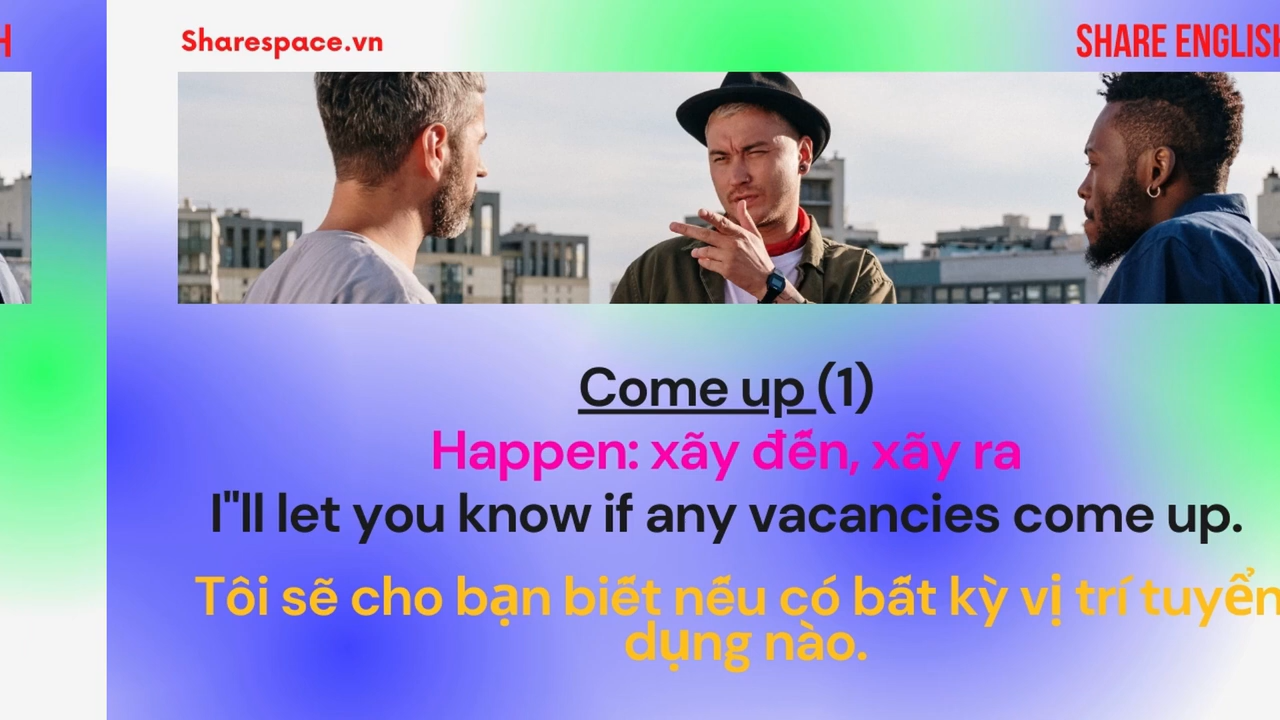 H
Sharespace.vn
SHARE ENGLISH
Come up (1)
Happen: xãy đến, xãy ra
I"ll let you know if any vacancies come up.
Tôi sẽ cho bạn biết nếu có bất kỳ vị trí tuyển
dụng nào.